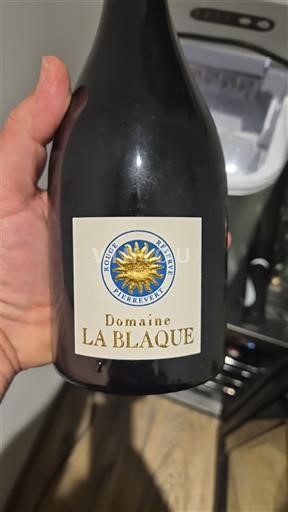 ROUGE RÉSERVE
PIERREVERT
Domaine
LA BLAQUE